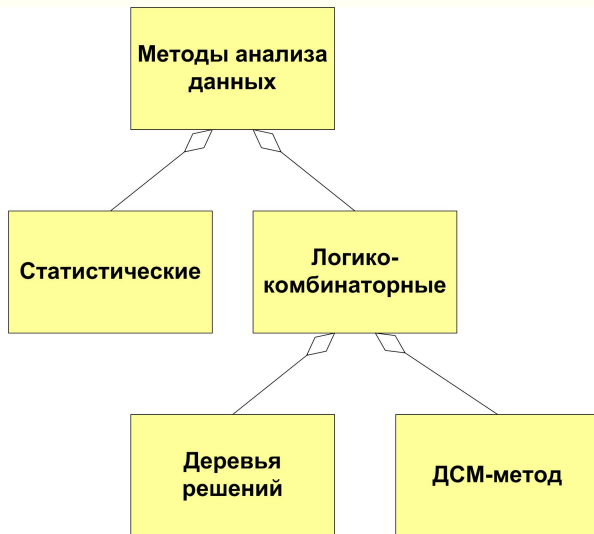 Методы анализа
данных
Статистические
Логико-
комбинаторные
Деревья
решений
ДСМ-метод